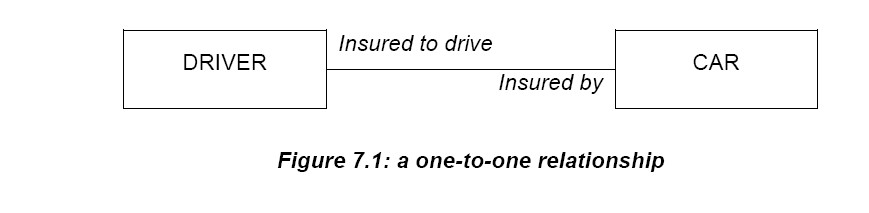 Insured to drive
DRIVER
CAR
Insured by
Figure 7.1: a one-to-one relationship